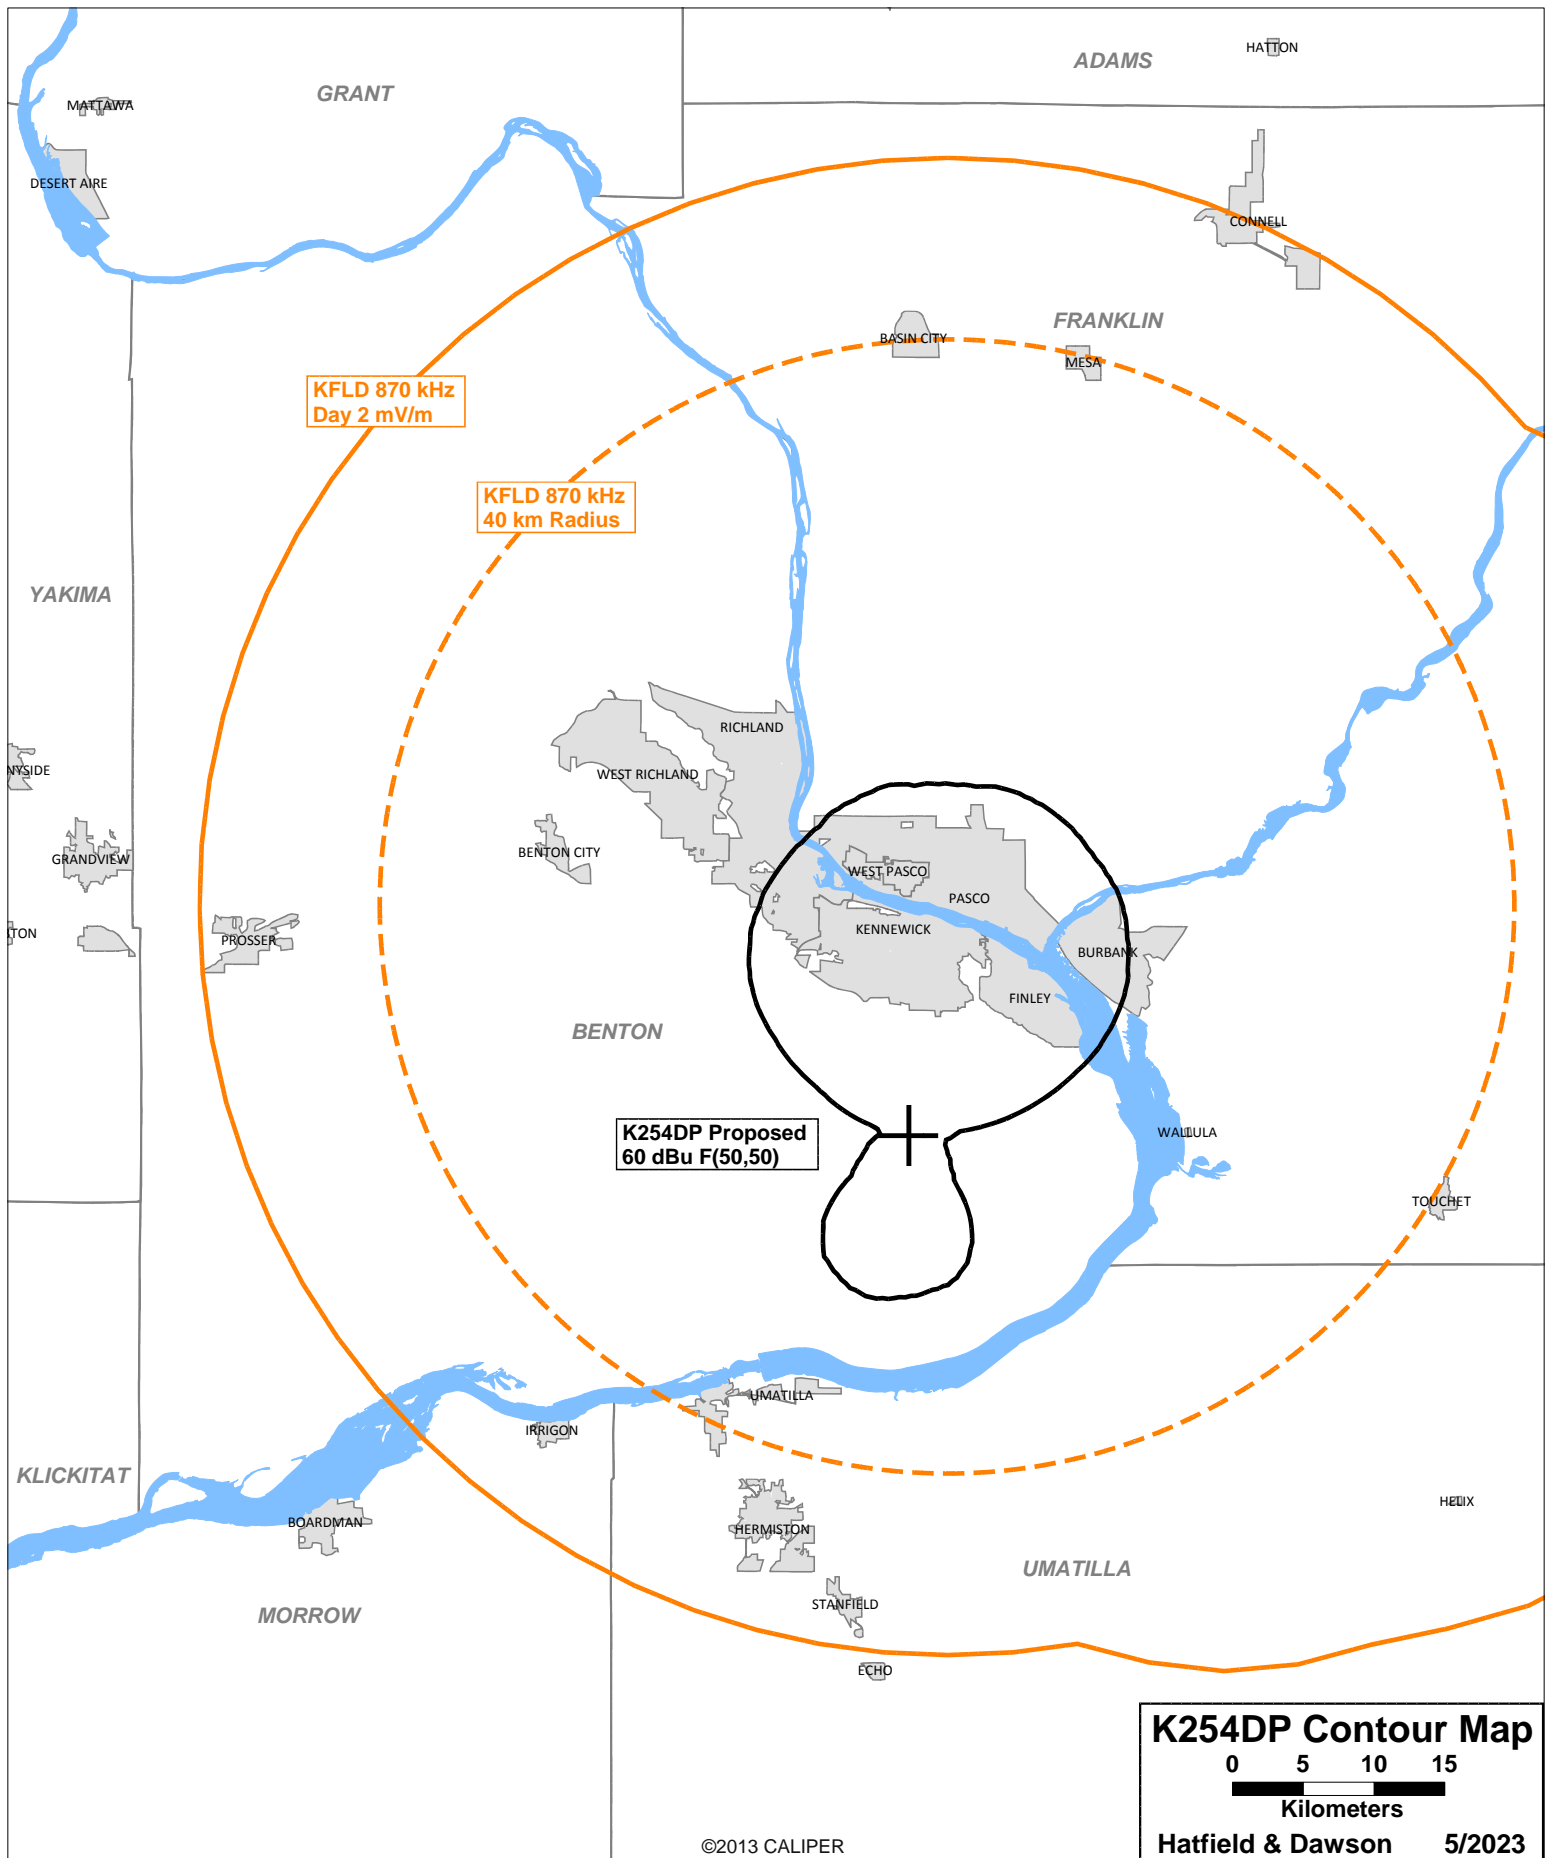 HATTON
ADAMS
GRANT
MATTAWA
DESERT AIRE
CONNELL
FRANKLIN
BASIN CITY
MESA
KFLD 870 kHz
Day 2 mV/m
KFLD 870 kHz
40 km Radius
YAKIMA
RICHLAND
NYSIDE
WEST RICHLAND
BENTON CITY
GRANDVIEW
WEST PASCO
PASCO
KENNEWICK
TON
PROSSER
BURBANK
FINLEY
BENTON
K254DP Proposed
60 dBu F(50,50)
WALLULA
TOUCHET
UMATILLA
IRRIGON
KLICKITAT
HELIX
BOARDMAN
HERMISTON
UMATILLA
STANFIELD
MORROW
ECHO
K254DP Contour Map
0 5 10 15
Kilometers
Hatfield & Dawson 5/2023
©2013 CALIPER